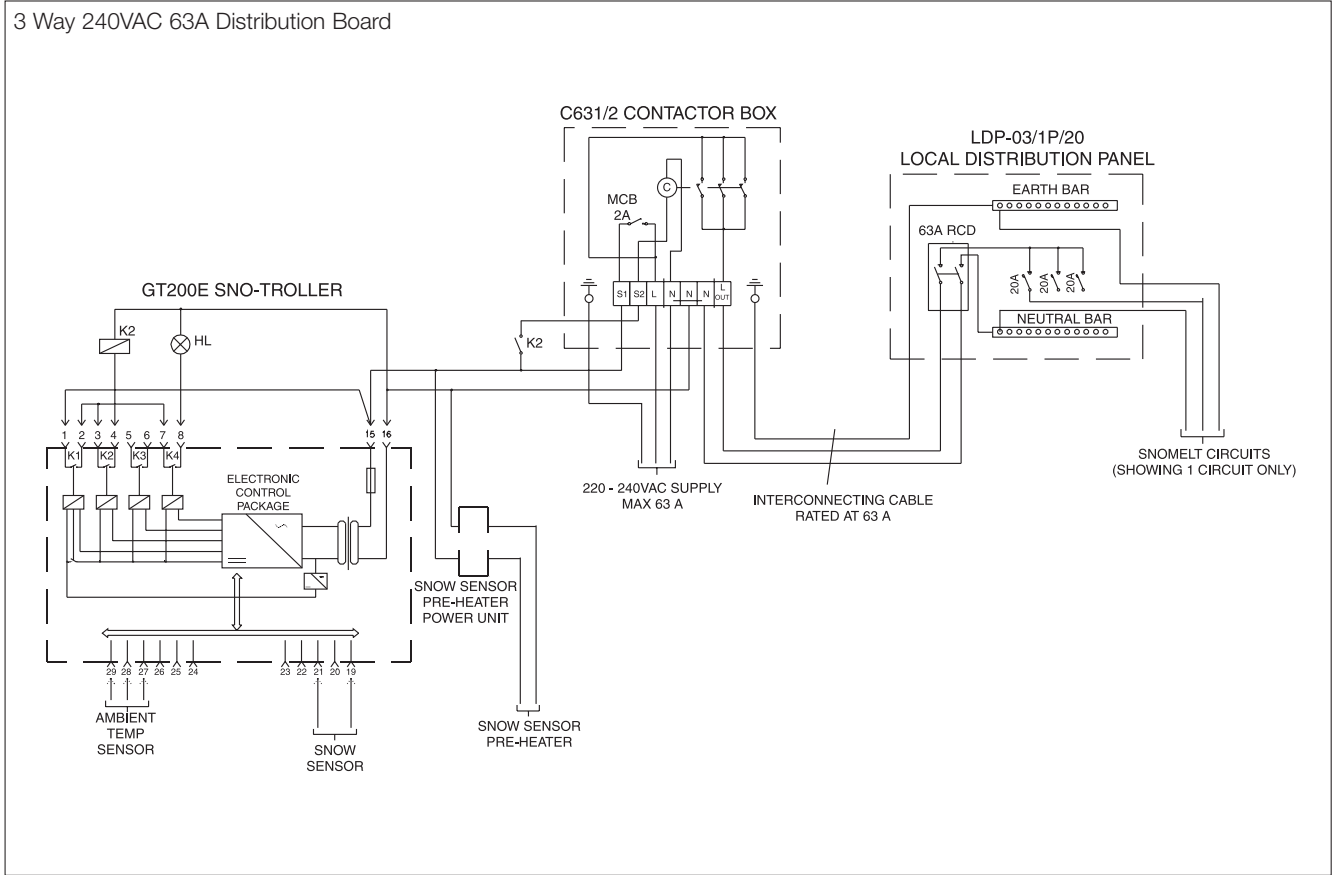 3 Way 240VAC 63A Distribution Board
C631/2 CONTACTOR BOX
LDP-03/1P/20
LOCAL DISTRIBUTION PANEL
EARTH BAR
C
MCB
2A
63A RCD
20A
20A
20A
GT200E SNO-TROLLER
S1 S2 L N N N L
OUT
NEUTRAL BAR
K2
HL
K2
1 2 3 4 5 6 7 8
15 16
K1 K2 K3 K4
ELECTRONIC
CONTROL
PACKAGE
220 - 240VAC SUPPLY
MAX 63 A
INTERCONNECTING CABLE
RATED AT 63 A
SNOMELT CIRCUITS
(SHOWING 1 CIRCUIT ONLY)
SNOW SENSOR
PRE-HEATER
POWER UNIT
29 28 27 26 25 24
23 22 21 20 19
AMBIENT
TEMP
SENSOR
SNOW
SENSOR
SNOW SENSOR
PRE-HEATER